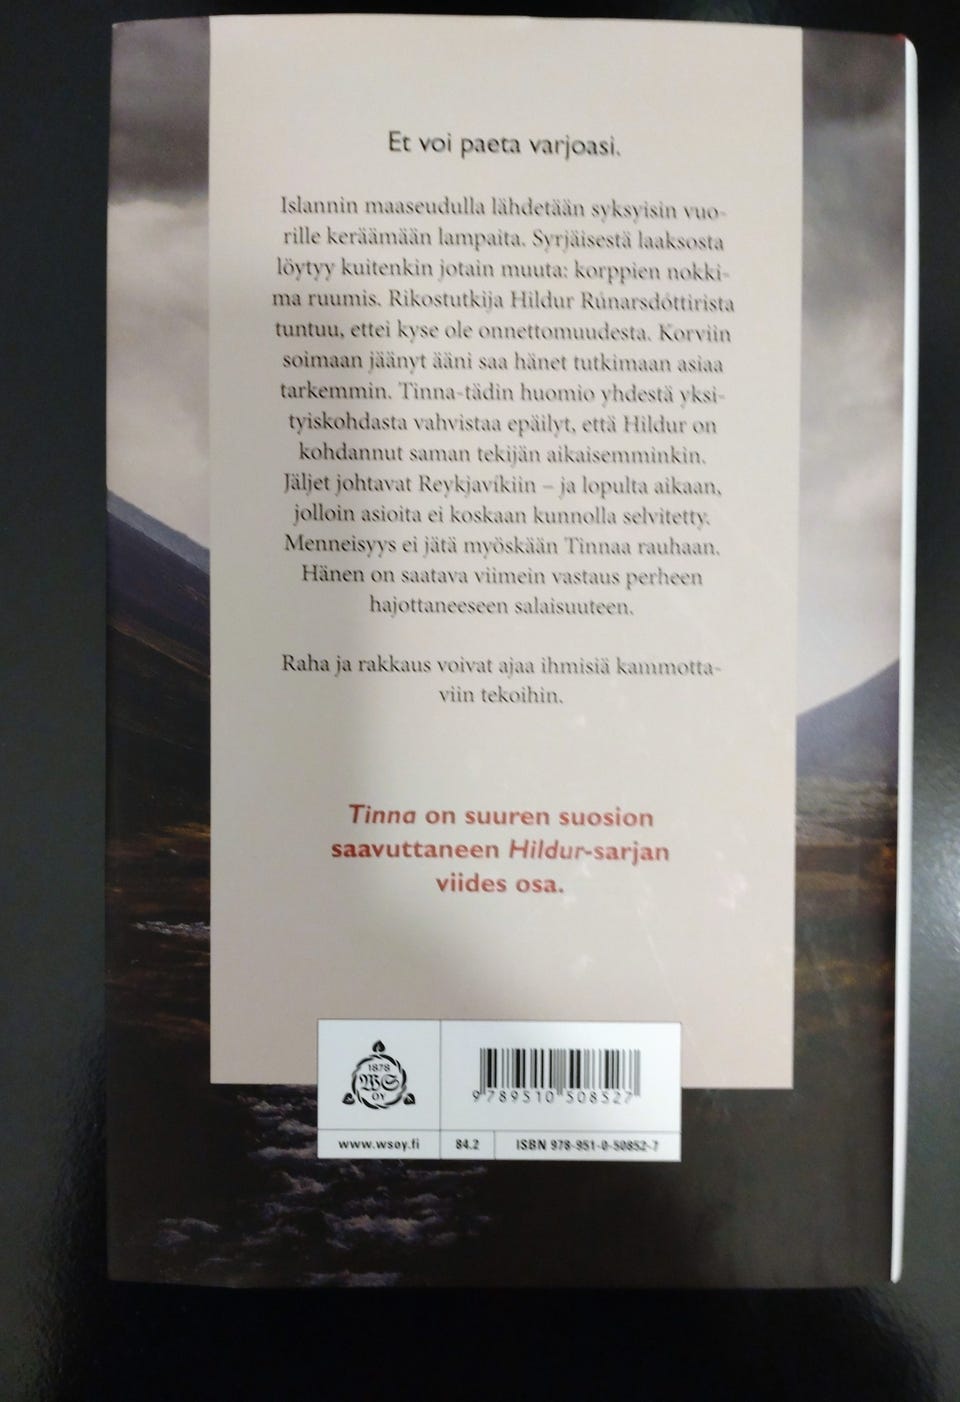 Et voi paeta varjoasi.
Islannin maaseudulla lähdetään syksyisin vuo-
rille keräämään lampaita. Syrjäisestä laaksosta
löytyy kuitenkin jotain muuta: korppien nokki-
ma ruumis. Rikostutkija Hildur Rúnarsdóttirista
tuntuu, ettei kyse ole onnettomuudesta. Korviin
soimaan jäänyt ääni saa hänet tutkimaan asiaa
tarkemmin. Tinna-tädin huomio yhdestä yksi-
tyiskohdasta vahvistaa epäilyt, että Hildur on
kohdannut saman tekijän aikaisemminkin.
Jäljet johtavat Reykjavíkiin – ja lopulta aikaan,
jolloin asioita ei koskaan kunnolla selvitetty.
Menneisyys ei jätä myöskään Tinnaa rauhaan.
Hänen on saatava viimein vastaus perheen
hajottaneeseen salaisuuteen.
Raha ja rakkaus voivat ajaa ihmisiä kammotta-
viin tekoihin.
Tinna on suuren suosion
saavuttaneen Hildur-sarjan
viides osa.
1878
WS
OY
9 789510 508527
www.wsoy.fi 84.2 ISBN 978-951-0-50852-7